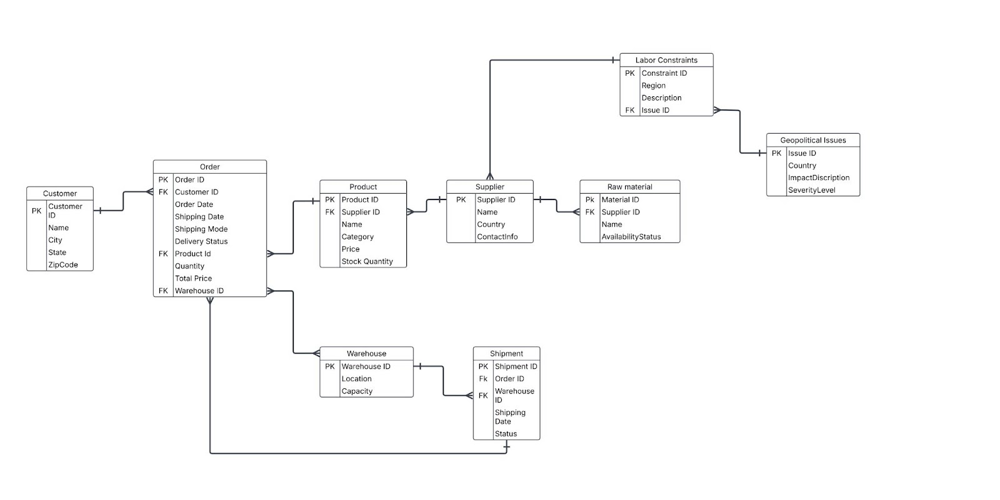 Labor Constraints
PK Constraint ID
Region
Description
FK Issue ID
Geopolitical Issues
PK Issue ID
Country
ImpactDiscription
SeverityLevel
Order
PK Order ID
FK Customer ID
Order Date
Shipping Date
Shipping Mode
Delivery Status
FK Product Id
Quantity
Total Price
FK Warehouse ID
Customer
PK Customer
ID
Name
City
State
ZipCode
Product
PK Product ID
FK Supplier ID
Name
Category
Price
Stock Quantity
Supplier
PK Supplier ID
Name
Country
ContactInfo
Raw material
Pk Material ID
FK Supplier ID
Name
AvailabilityStatus
Warehouse
PK Warehouse ID
Location
Capacity
Shipment
PK Shipment ID
Fk Order ID
FK Warehouse
ID
Shipping
Date
Status